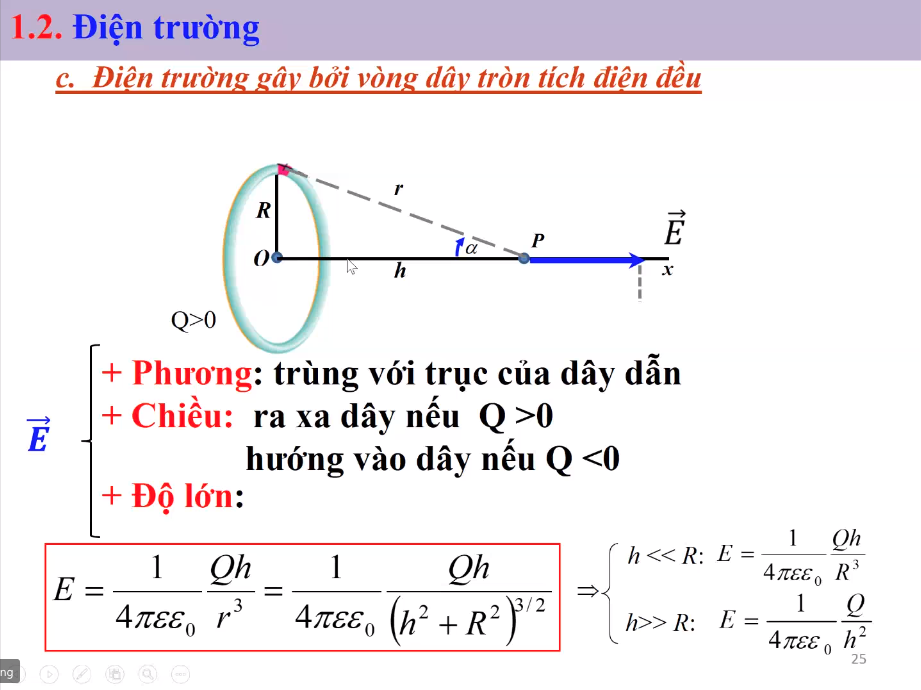 1.2. Điện trường
c. Điện trường gây bởi vòng dây tròn tích điện đều
R
r
O
h
α
P
E⃗
x
Q>0
E⃗
+ Phương: trùng với trục của dây dẫn
+ Chiều: ra xa dây nếu Q >0
hướng vào dây nếu Q <0
+ Độ lớn:
E = 1/(4πεε₀) Qh/r³ = 1/(4πεε₀) Qh/(h² + R²)^(3/2)
⇒ h << R: E = 1/(4πεε₀) Qh/R³
h>> R: E = 1/(4πεε₀) Q/h²
25
ng